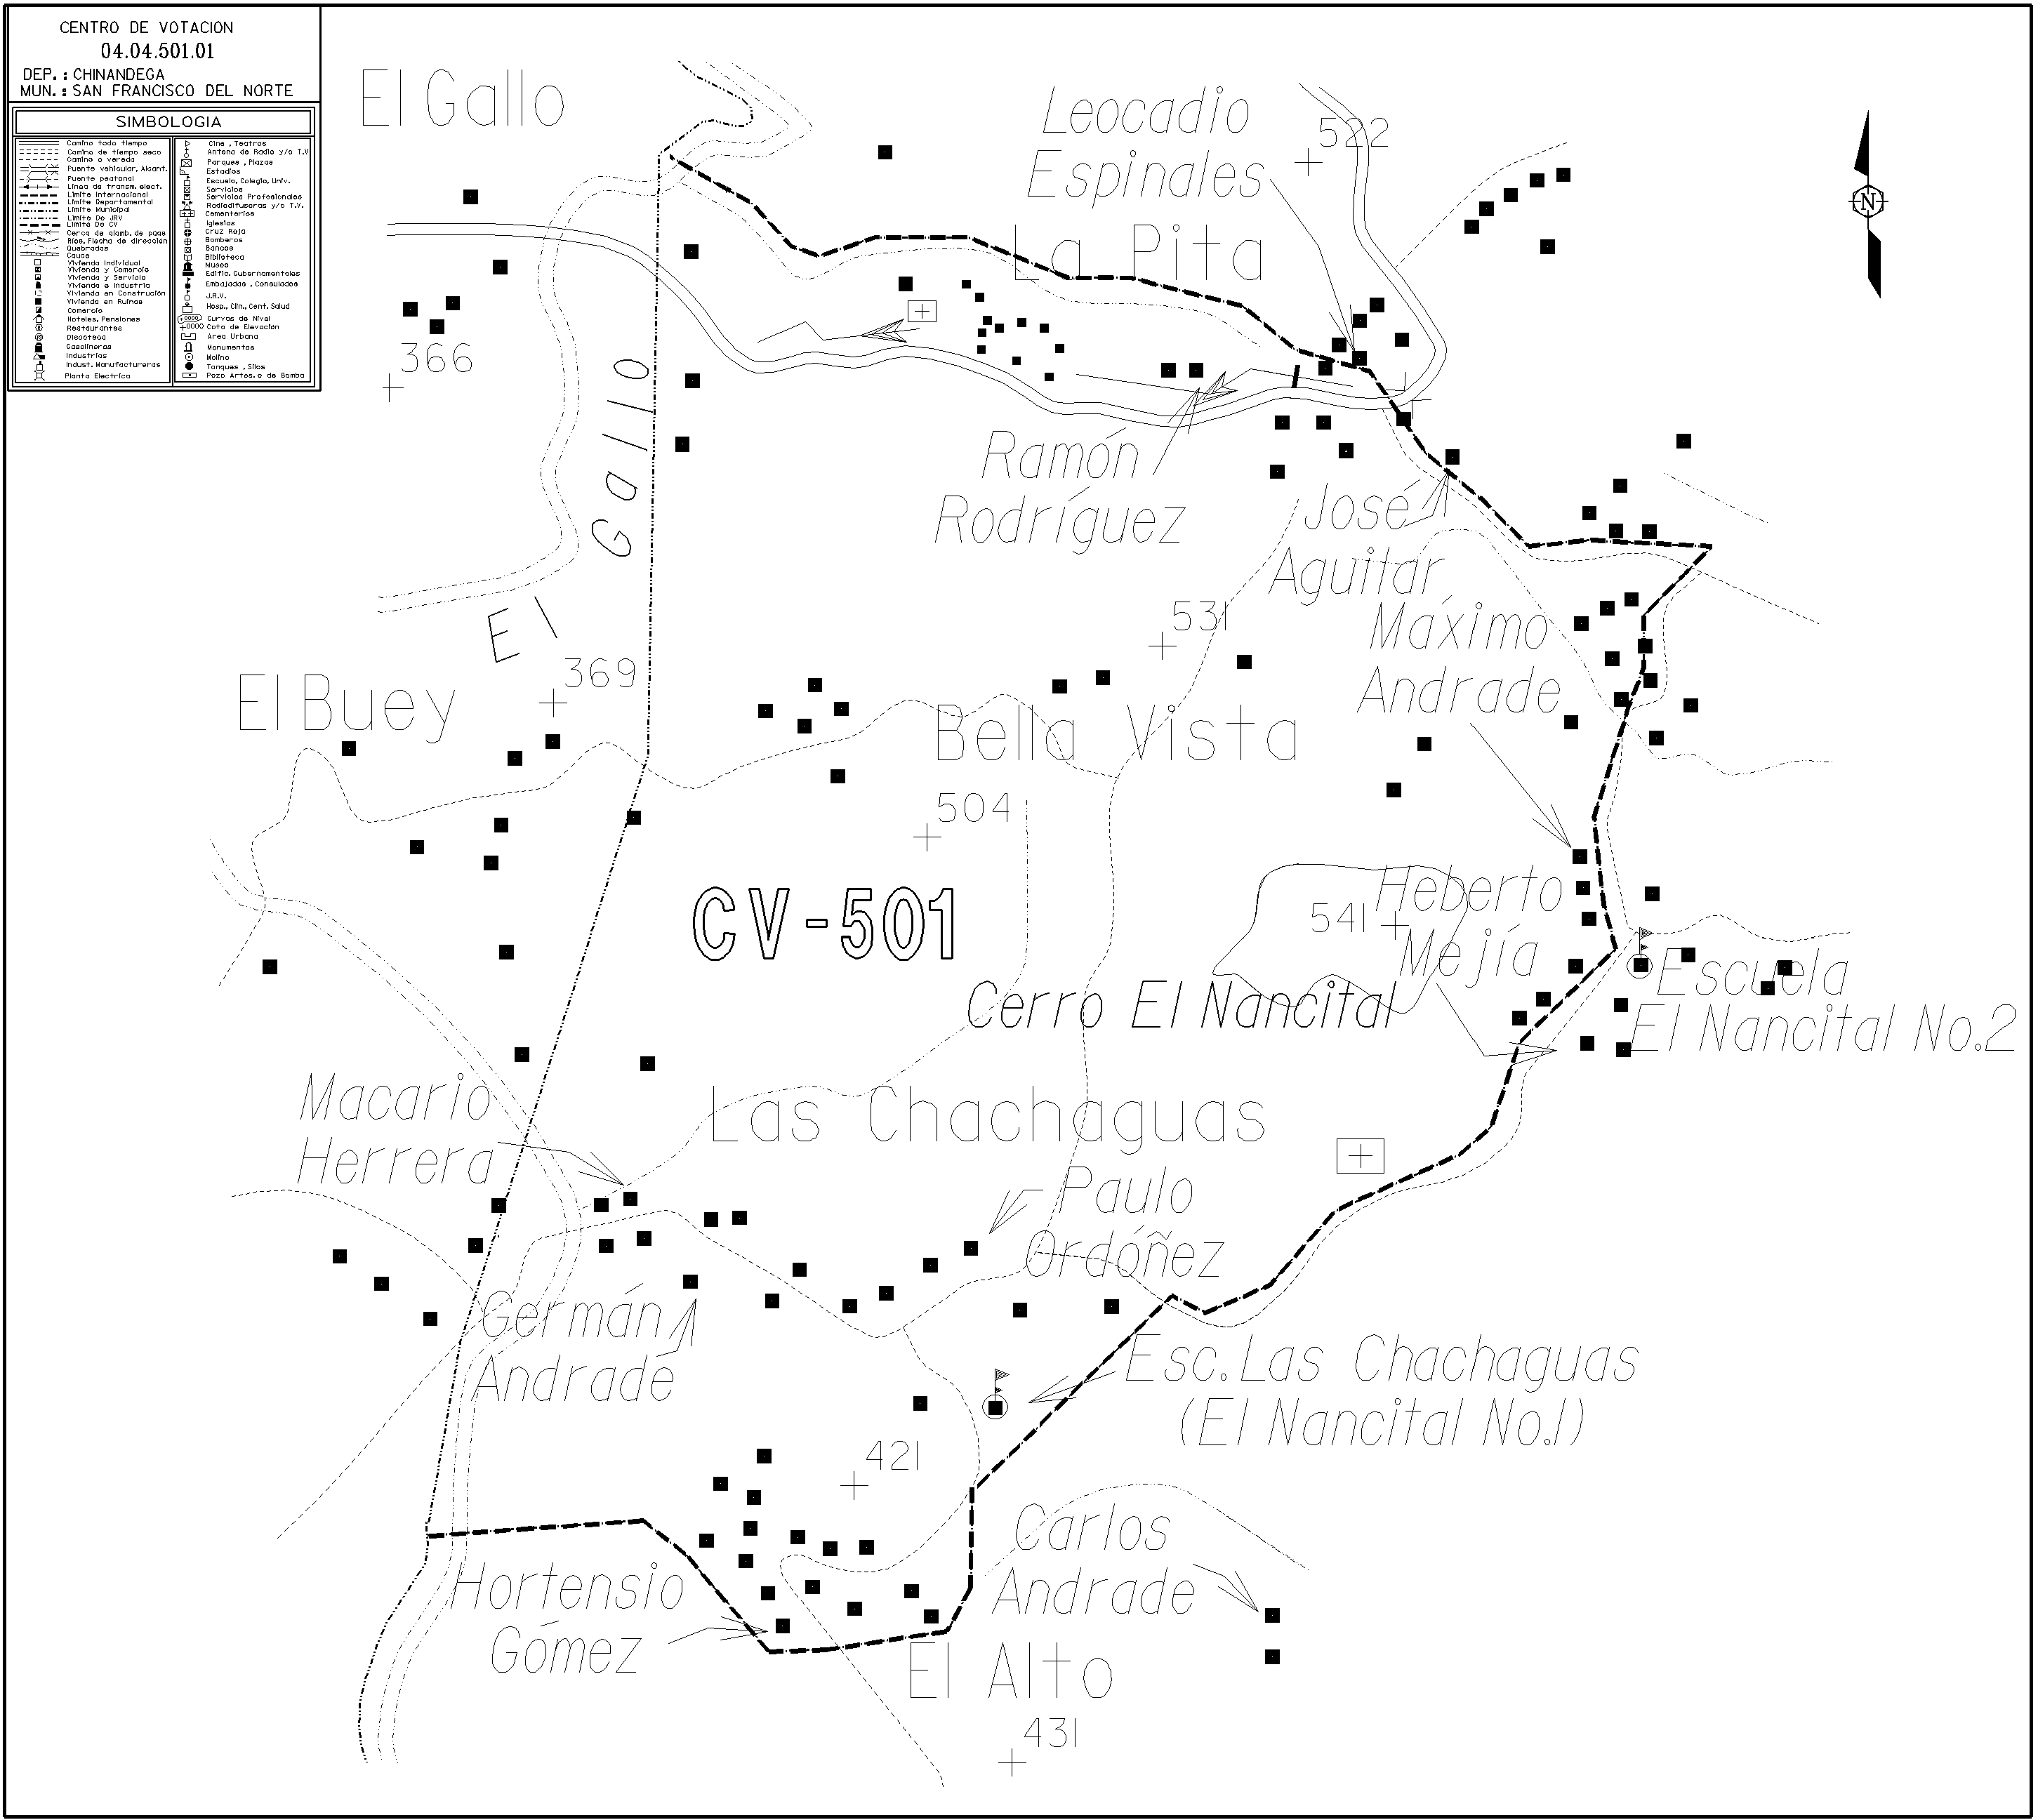 CENTRO DE VOTACION
04.04.501.01
DEP. : CHINANDEGA
MUN. : SAN FRANCISCO DEL NORTE
SIMBOLOGIA
Camino todo tiempo
Camino de tiempo seco
Camino o vereda
Puente vehicular, Alcant.
Puente peatonal
Linea de transm. elect.
Limite Internacional
Limite Departamental
Limite Municipal
Limite De JRV
Limite De CV
Cerca de alamb. de puas
Rios, Flecha de dirección
Quebradas
Cauce
Vivienda Individual
Vivienda y Comercio
Vivienda y Servicio
Vivienda e Industria
Vivienda en Construción
Vivienda en Ruinas
Comercio
Hoteles, Pensiones
Restaurantes
Discoteca
Gasolineras
Industrias
Indust. Manufactureras
Planta Electrica
Cine , Teatros
Antena de Radio y/o T.V
Parques , Plazas
Estadios
Escuela, Colegio, Univ.
Servicios
Servicios Profesionales
Radiodifusoras y/o T.V.
Cementerios
Iglesias
Cruz Roja
Bomberos
Bancos
Biblioteca
Museo
Edific. Gubernamentales
Embajadas , Consulados
J.R.V.
Hosp., Clin., Cent. Salud
Curvas de Nivel
+0000 Cota de Elevacion
Area Urbana
Monumentos
Molino
Tanques , Silos
Pozo Artes. o de Bomba
El Gallo
Leocadio
Espinales
522
La Pita
N
366
El Gallo
Ramón
Rodríguez
José
Aguilar
531
Máximo
Andrade
369
El Buey
Bella Vista
504
CV-501
Heberto
541
Mejía
Cerro El Nancital
Escuela
El Nancital No.2
Macario
Herrera
Las Chachaguas
Paulo
Ordóñez
Germán
Andrade
Esc. Las Chachaguas
(El Nancital No.1)
421
Carlos
Andrade
Hortensio
Gómez
El Alto
431